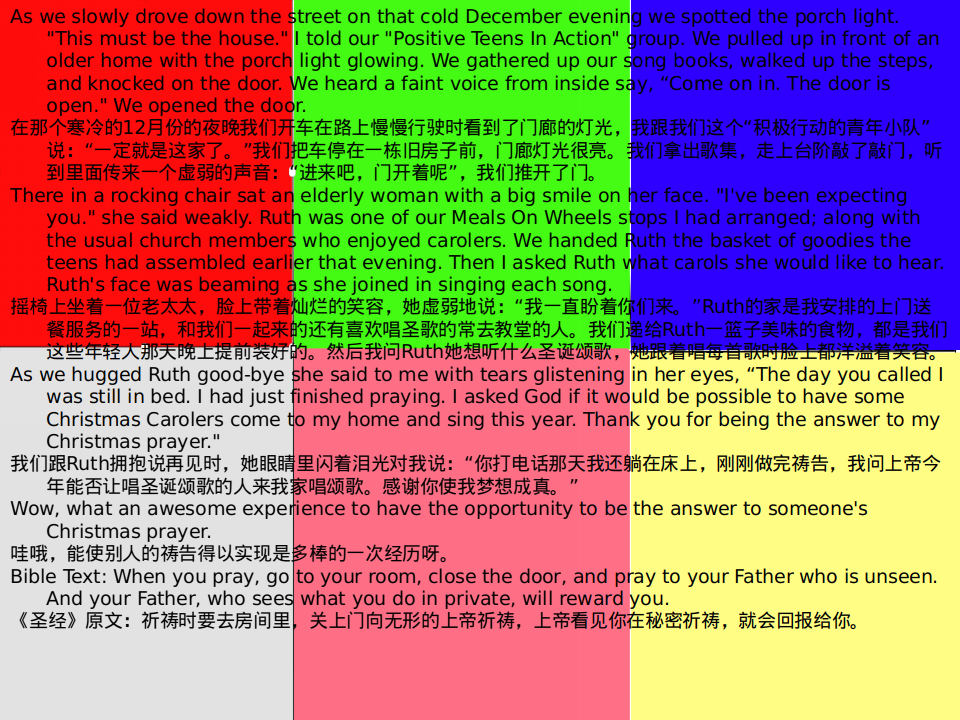 As we slowly drove down the street on that cold December evening we spotted the porch light.
"This must be the house." I told our "Positive Teens In Action" group. We pulled up in front of an
older home with the porch light glowing. We gathered up our song books, walked up the steps,
and knocked on the door. We heard a faint voice from inside say, “Come on in. The door is
open." We opened the door.
在那个寒冷的12月份的夜晚我们开车在路上慢慢行驶时看到了门廊的灯光，我跟我们这个“积极行动的青年小队”
说：“一定就是这家了。”我们把车停在一栋旧房子前，门廊灯光很亮。我们拿出歌集，走上台阶敲了敲门，听
到里面传来一个虚弱的声音：“进来吧，门开着呢”，我们推开了门。
There in a rocking chair sat an elderly woman with a big smile on her face. "I've been expecting
you." she said weakly. Ruth was one of our Meals On Wheels stops I had arranged; along with
the usual church members who enjoyed carolers. We handed Ruth the basket of goodies the
teens had assembled earlier that evening. Then I asked Ruth what carols she would like to hear.
Ruth's face was beaming as she joined in singing each song.
摇椅上坐着一位老太太，脸上带着灿烂的笑容，她虚弱地说：“我一直盼着你们来。”Ruth的家是我安排的上门送
餐服务的一站，和我们一起来的还有喜欢唱圣歌的常去教堂的人。我们递给Ruth一篮子美味的食物，都是我们
这些年轻人那天晚上提前装好的。然后我问Ruth她想听什么圣诞颂歌，她跟着唱每首歌时脸上都洋溢着笑容。
As we hugged Ruth good-bye she said to me with tears glistening in her eyes, “The day you called I
was still in bed. I had just finished praying. I asked God if it would be possible to have some
Christmas Carolers come to my home and sing this year. Thank you for being the answer to my
Christmas prayer."
我们跟Ruth拥抱说再见时，她眼睛里闪着泪光对我说：“你打电话那天我还躺在床上，刚刚做完祷告，我问上帝今
年能否让唱圣诞颂歌的人来我家唱颂歌。感谢你使我梦想成真。”
Wow, what an awesome experience to have the opportunity to be the answer to someone's
Christmas prayer.
哇哦，能使别人的祷告得以实现是多棒的一次经历呀。
Bible Text: When you pray, go to your room, close the door, and pray to your Father who is unseen.
And your Father, who sees what you do in private, will reward you.
《圣经》原文：祈祷时要去房间里，关上门向无形的上帝祈祷，上帝看见你在秘密祈祷，就会回报给你。